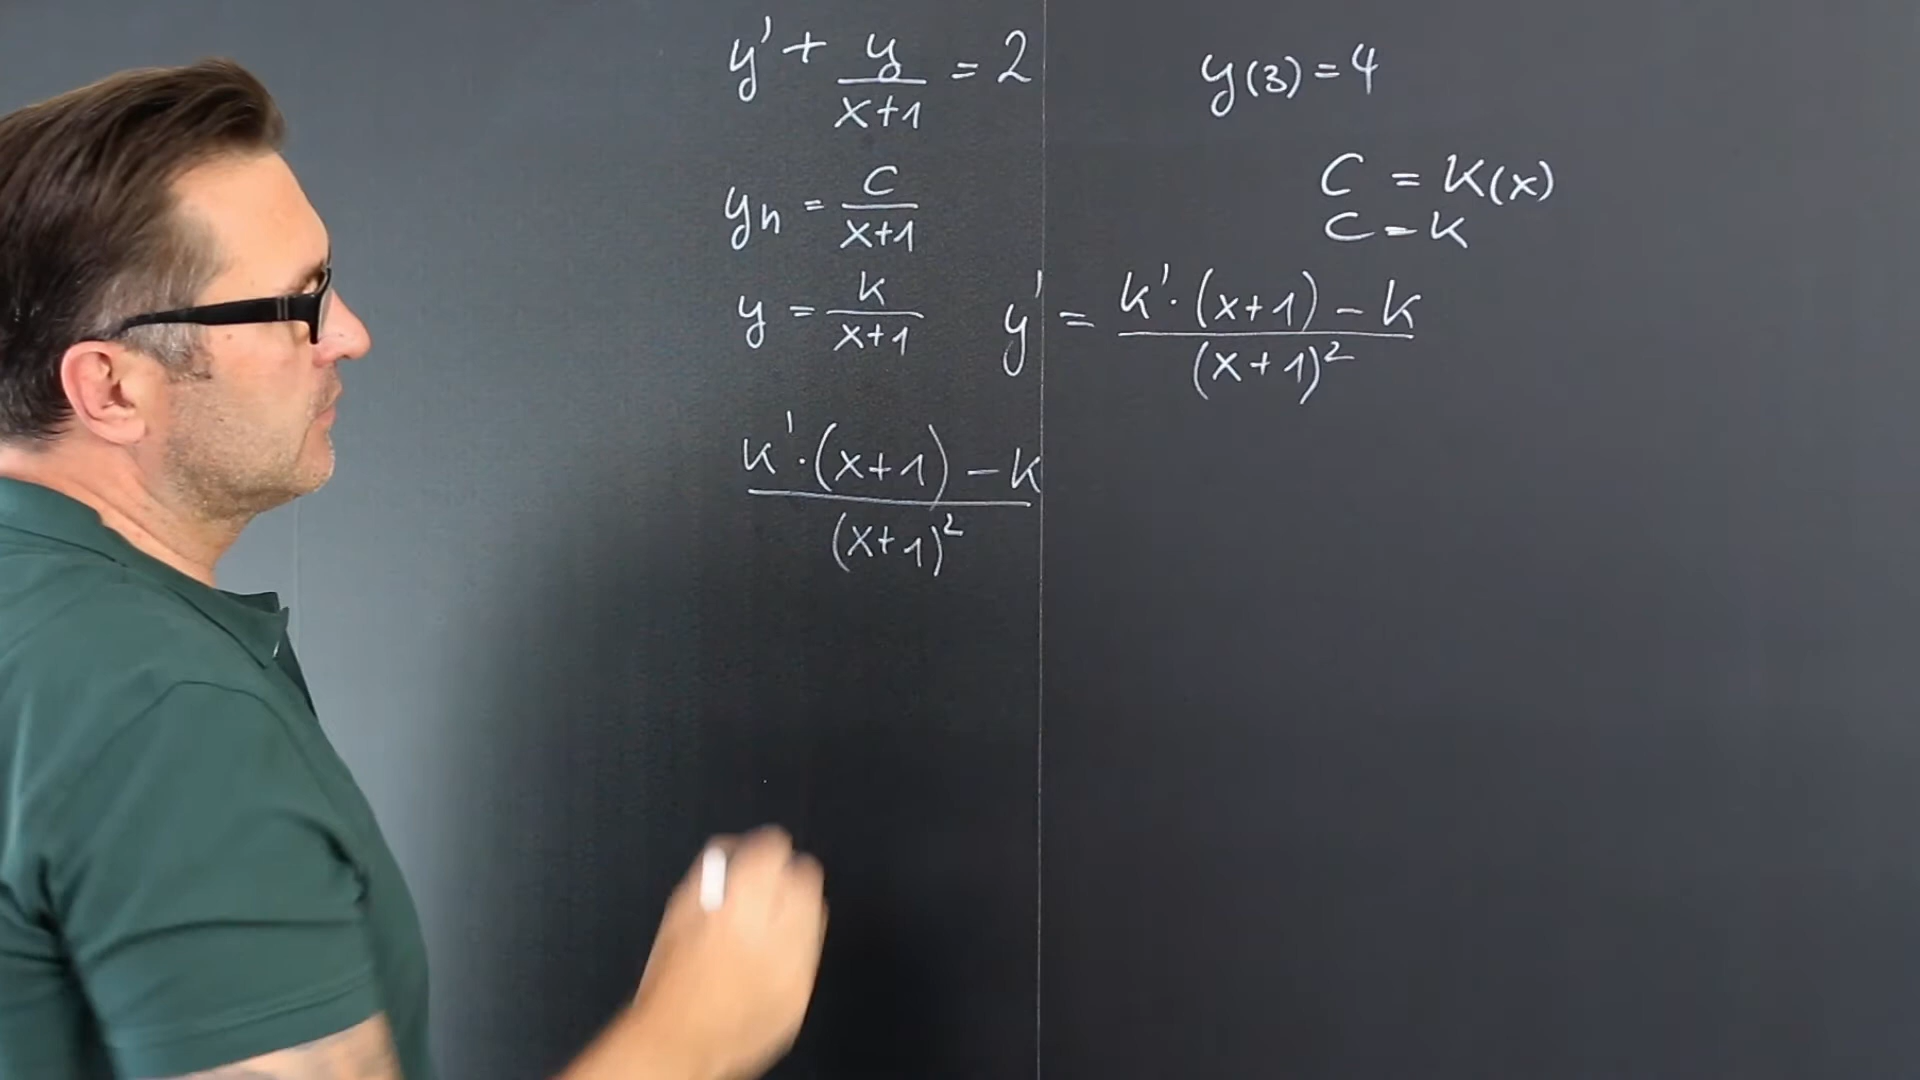 y' + y/(x+1) = 2   y(3) = 4
yh = C/(x+1)   C = K(x)
C = K
y = K/(x+1)   y' = (K'·(x+1) - K)/(x+1)²
(K'·(x+1) - K)/(x+1)²